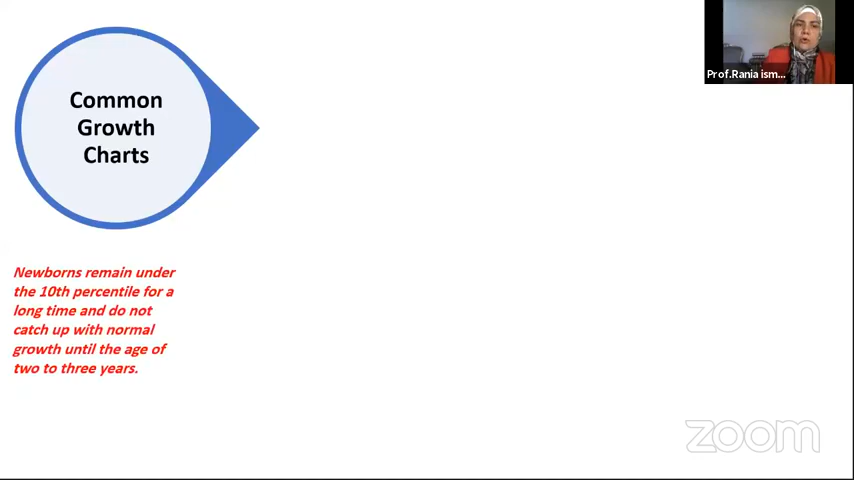 Common
Growth
Charts
Newborns remain under
the 10th percentile for a
long time and do not
catch up with normal
growth until the age of
two to three years.
Prof.Rania ism...
zoom